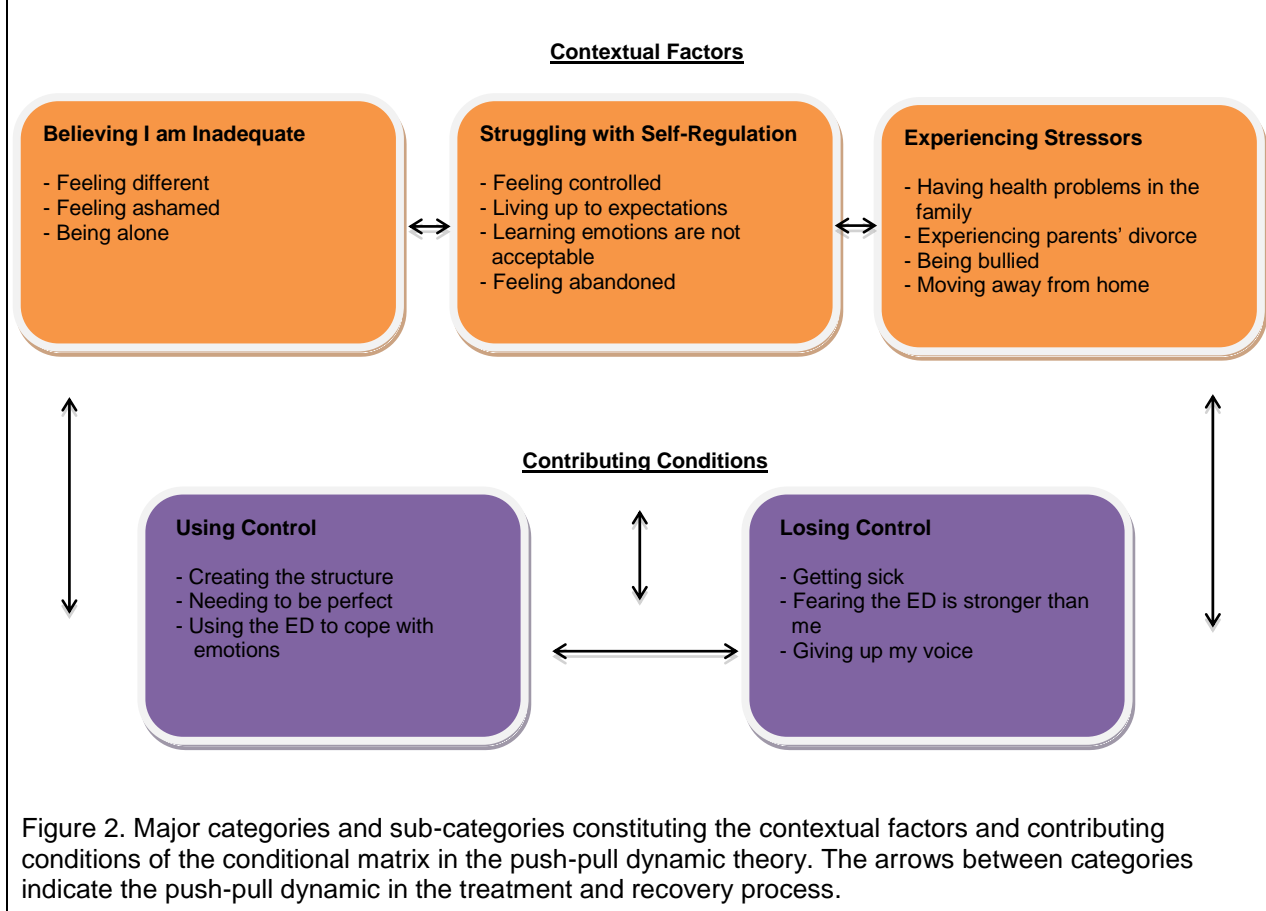 Contextual Factors
Believing I am Inadequate
- Feeling different
- Feeling ashamed
- Being alone
Struggling with Self-Regulation
- Feeling controlled
- Living up to expectations
- Learning emotions are not
acceptable
- Feeling abandoned
Experiencing Stressors
- Having health problems in the
family
- Experiencing parents’ divorce
- Being bullied
- Moving away from home
Contributing Conditions
Using Control
- Creating the structure
- Needing to be perfect
- Using the ED to cope with
emotions
Losing Control
- Getting sick
- Fearing the ED is stronger than
me
- Giving up my voice
Figure 2. Major categories and sub-categories constituting the contextual factors and contributing
conditions of the conditional matrix in the push-pull dynamic theory. The arrows between categories
indicate the push-pull dynamic in the treatment and recovery process.